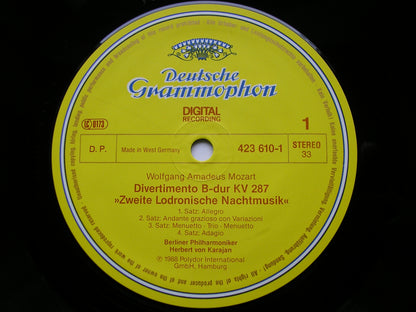 Deutsche
Grammophon
DIGITAL
RECORDING
LC 0173
1
D. P.
Made in West Germany
423 610-1
STEREO
33
Wolfgang Amadeus Mozart
Divertimento B-dur KV 287
»Zweite Lodronische Nachtmusik«
1. Satz: Allegro
2. Satz: Andante grazioso con Variazioni
3. Satz: Menuetto - Trio - Menuetto
4. Satz: Adagio
Berliner Philharmoniker
Herbert von Karajan
℗ 1988 Polydor International
GmbH, Hamburg